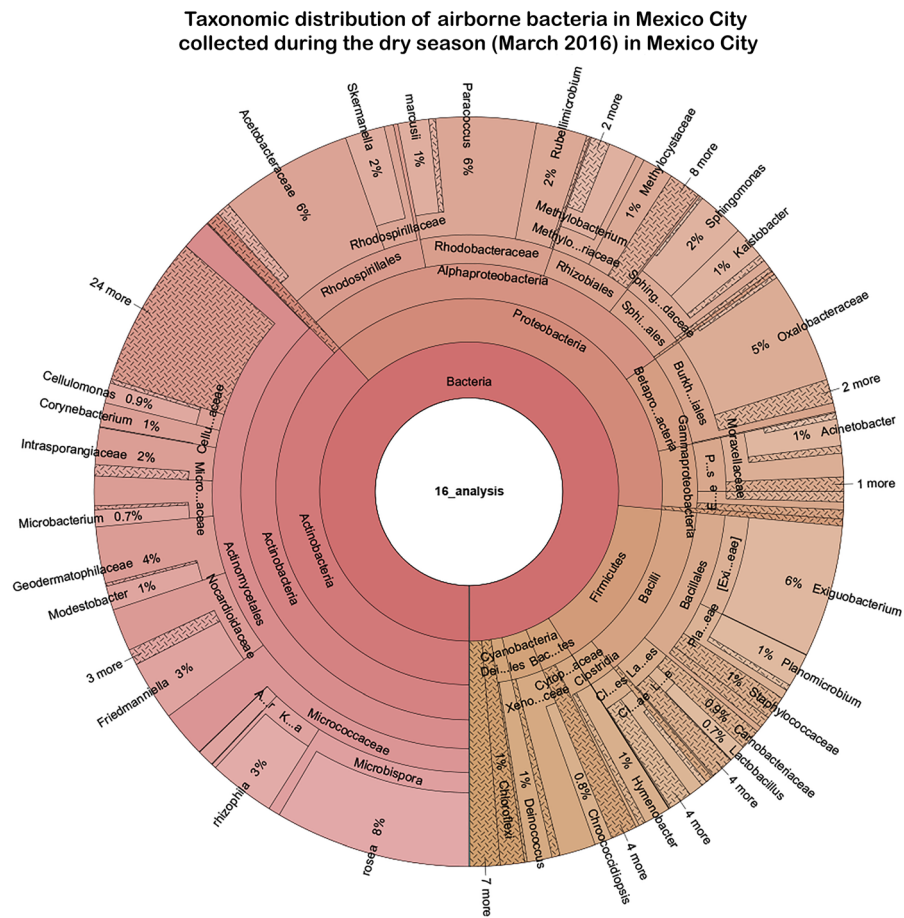 Taxonomic distribution of airborne bacteria in Mexico City
collected during the dry season (March 2016) in Mexico City
Acetobacteraceae 6%
Skermanella 2%
marcusii 1%
Paracoccus 6%
Rubellimicrobium 2%
2 more
Methylobacterium
Methylo...riaceae
Methylocystaceae 1%
8 more
Sphingomonas 2%
Kaistobacter 1%
Sphing...daceae
Rhodospirillaceae
Rhodospirillales
Rhodobacteraceae
Rhizobiales
Sphi...ales
Alphaproteobacteria
Proteobacteria
Bacteria
16_analysis
Betapro...acteria
Burkh...iales
5% Oxalobacteraceae
2 more
Gammaproteobacteria
Moraxellaceae
P...s
1% Acinetobacter
1 more
Firmicutes
Bacilli
Bacillales
[Exi...eae]
6% Exiguobacterium
Pla...eae
1% Planomicrobium
1% Staphylococcaceae
0.9% Carnobacteriaceae
0.7% Lactobacillus
La...es
L...e
4 more
Clostridia
Cl...es
Cl...ae
4 more
1% Hymenobacter
Bac...tes
Cytop...aceae
4 more
Cyanobacteria
Xeno...ceae
0.8% Chroococcidiopsis
Dei...les
1% Deinococcus
1% Chloroflexi
7 more
Actinobacteria
Actinobacteria
Actinomycetales
24 more
Cellu...aceae
Cellulomonas 0.9%
Corynebacterium 1%
Intrasporangiaceae 2%
Micro...aceae
Microbacterium 0.7%
Geodermatophilaceae 4%
Modestobacter 1%
Nocardioidaceae
3 more
Friedmanniella 3%
A...r
K...a
Micrococcaceae
rhizophila 3%
Microbispora
rosea 8%